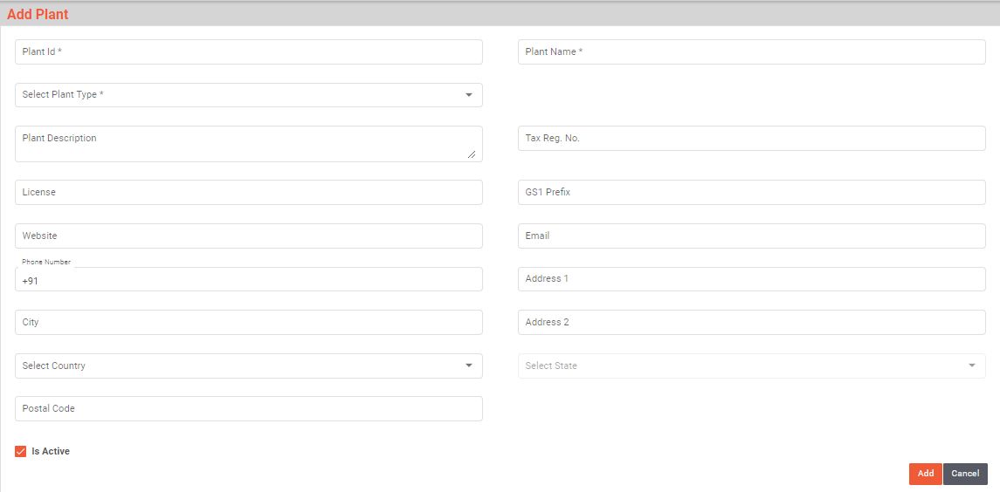 Add Plant
Plant Id *
Plant Name *
Select Plant Type *
Plant Description
Tax Reg. No.
License
GS1 Prefix
Website
Email
Phone Number
+91
Address 1
City
Address 2
Select Country
Select State
Postal Code
Is Active
Add
Cancel